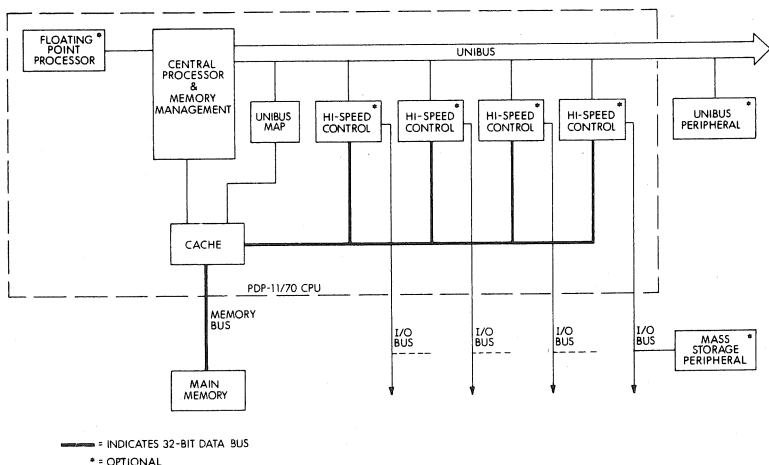 FLOATING *
POINT
PROCESSOR
CENTRAL
PROCESSOR
&
MEMORY
MANAGEMENT
UNIBUS
UNIBUS
MAP
*
HI-SPEED
CONTROL
*
HI-SPEED
CONTROL
*
HI-SPEED
CONTROL
*
HI-SPEED
CONTROL
*
UNIBUS
PERIPHERAL
CACHE
PDP-11/70 CPU
MEMORY
BUS
I/O
BUS
I/O
BUS
I/O
BUS
I/O
BUS
MASS *
STORAGE
PERIPHERAL
MAIN
MEMORY
= INDICATES 32-BIT DATA BUS
* = OPTIONAL